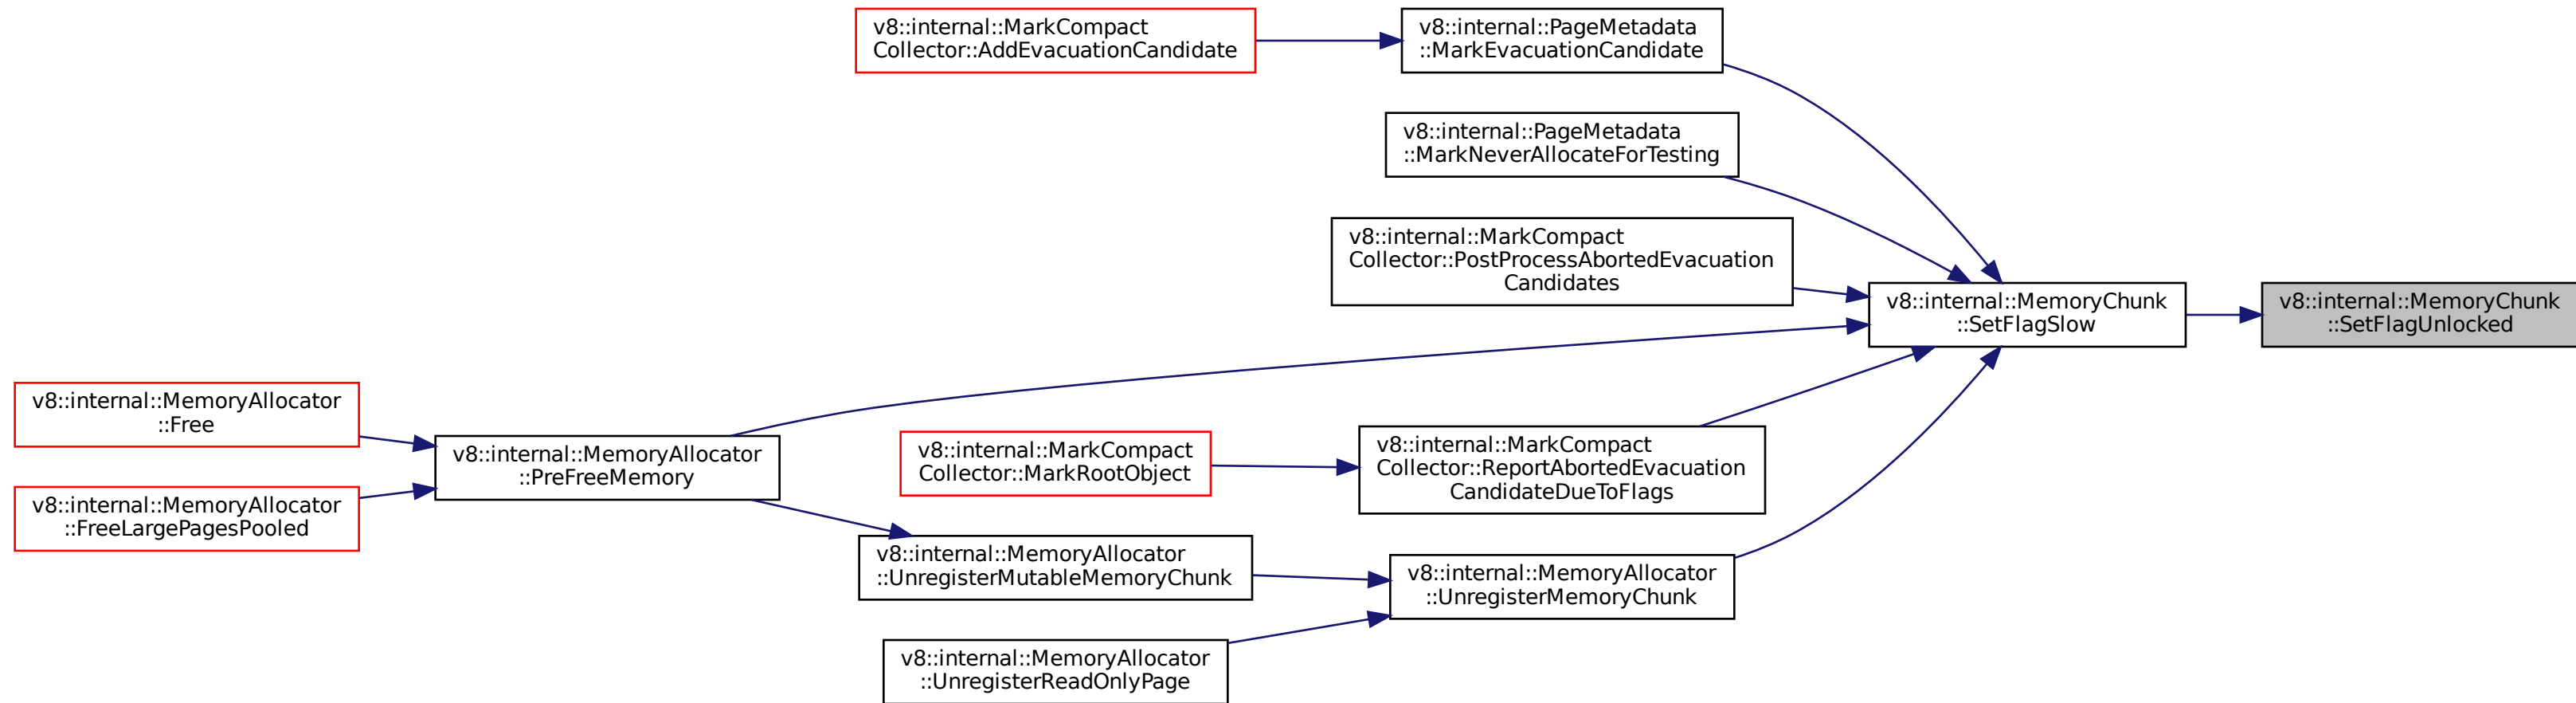 v8::internal::MarkCompact
Collector::AddEvacuationCandidate
v8::internal::PageMetadata
::MarkEvacuationCandidate
v8::internal::PageMetadata
::MarkNeverAllocateForTesting
v8::internal::MarkCompact
Collector::PostProcessAbortedEvacuation
Candidates
v8::internal::MemoryChunk
::SetFlagSlow
v8::internal::MemoryChunk
::SetFlagUnlocked
v8::internal::MemoryAllocator
::Free
v8::internal::MemoryAllocator
::PreFreeMemory
v8::internal::MarkCompact
Collector::MarkRootObject
v8::internal::MarkCompact
Collector::ReportAbortedEvacuation
CandidateDueToFlags
v8::internal::MemoryAllocator
::FreeLargePagesPooled
v8::internal::MemoryAllocator
::UnregisterMutableMemoryChunk
v8::internal::MemoryAllocator
::UnregisterMemoryChunk
v8::internal::MemoryAllocator
::UnregisterReadOnlyPage